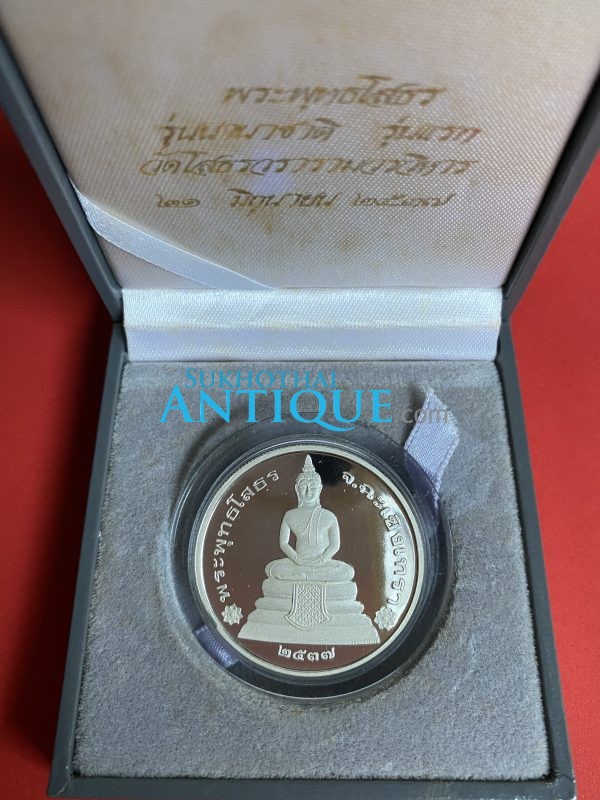 พระพุทธโสธร
รุ่นนานาชาติ รุ่นแรก
วัดโสธรวรารามวรวิหาร
๒๑ มิถุนายน ๒๕๓๗
SUKHOTHAI
ANTIQUE.com
พระพุทธโสธร
จ.ฉะเชิงเทรา
๒๕๓๗